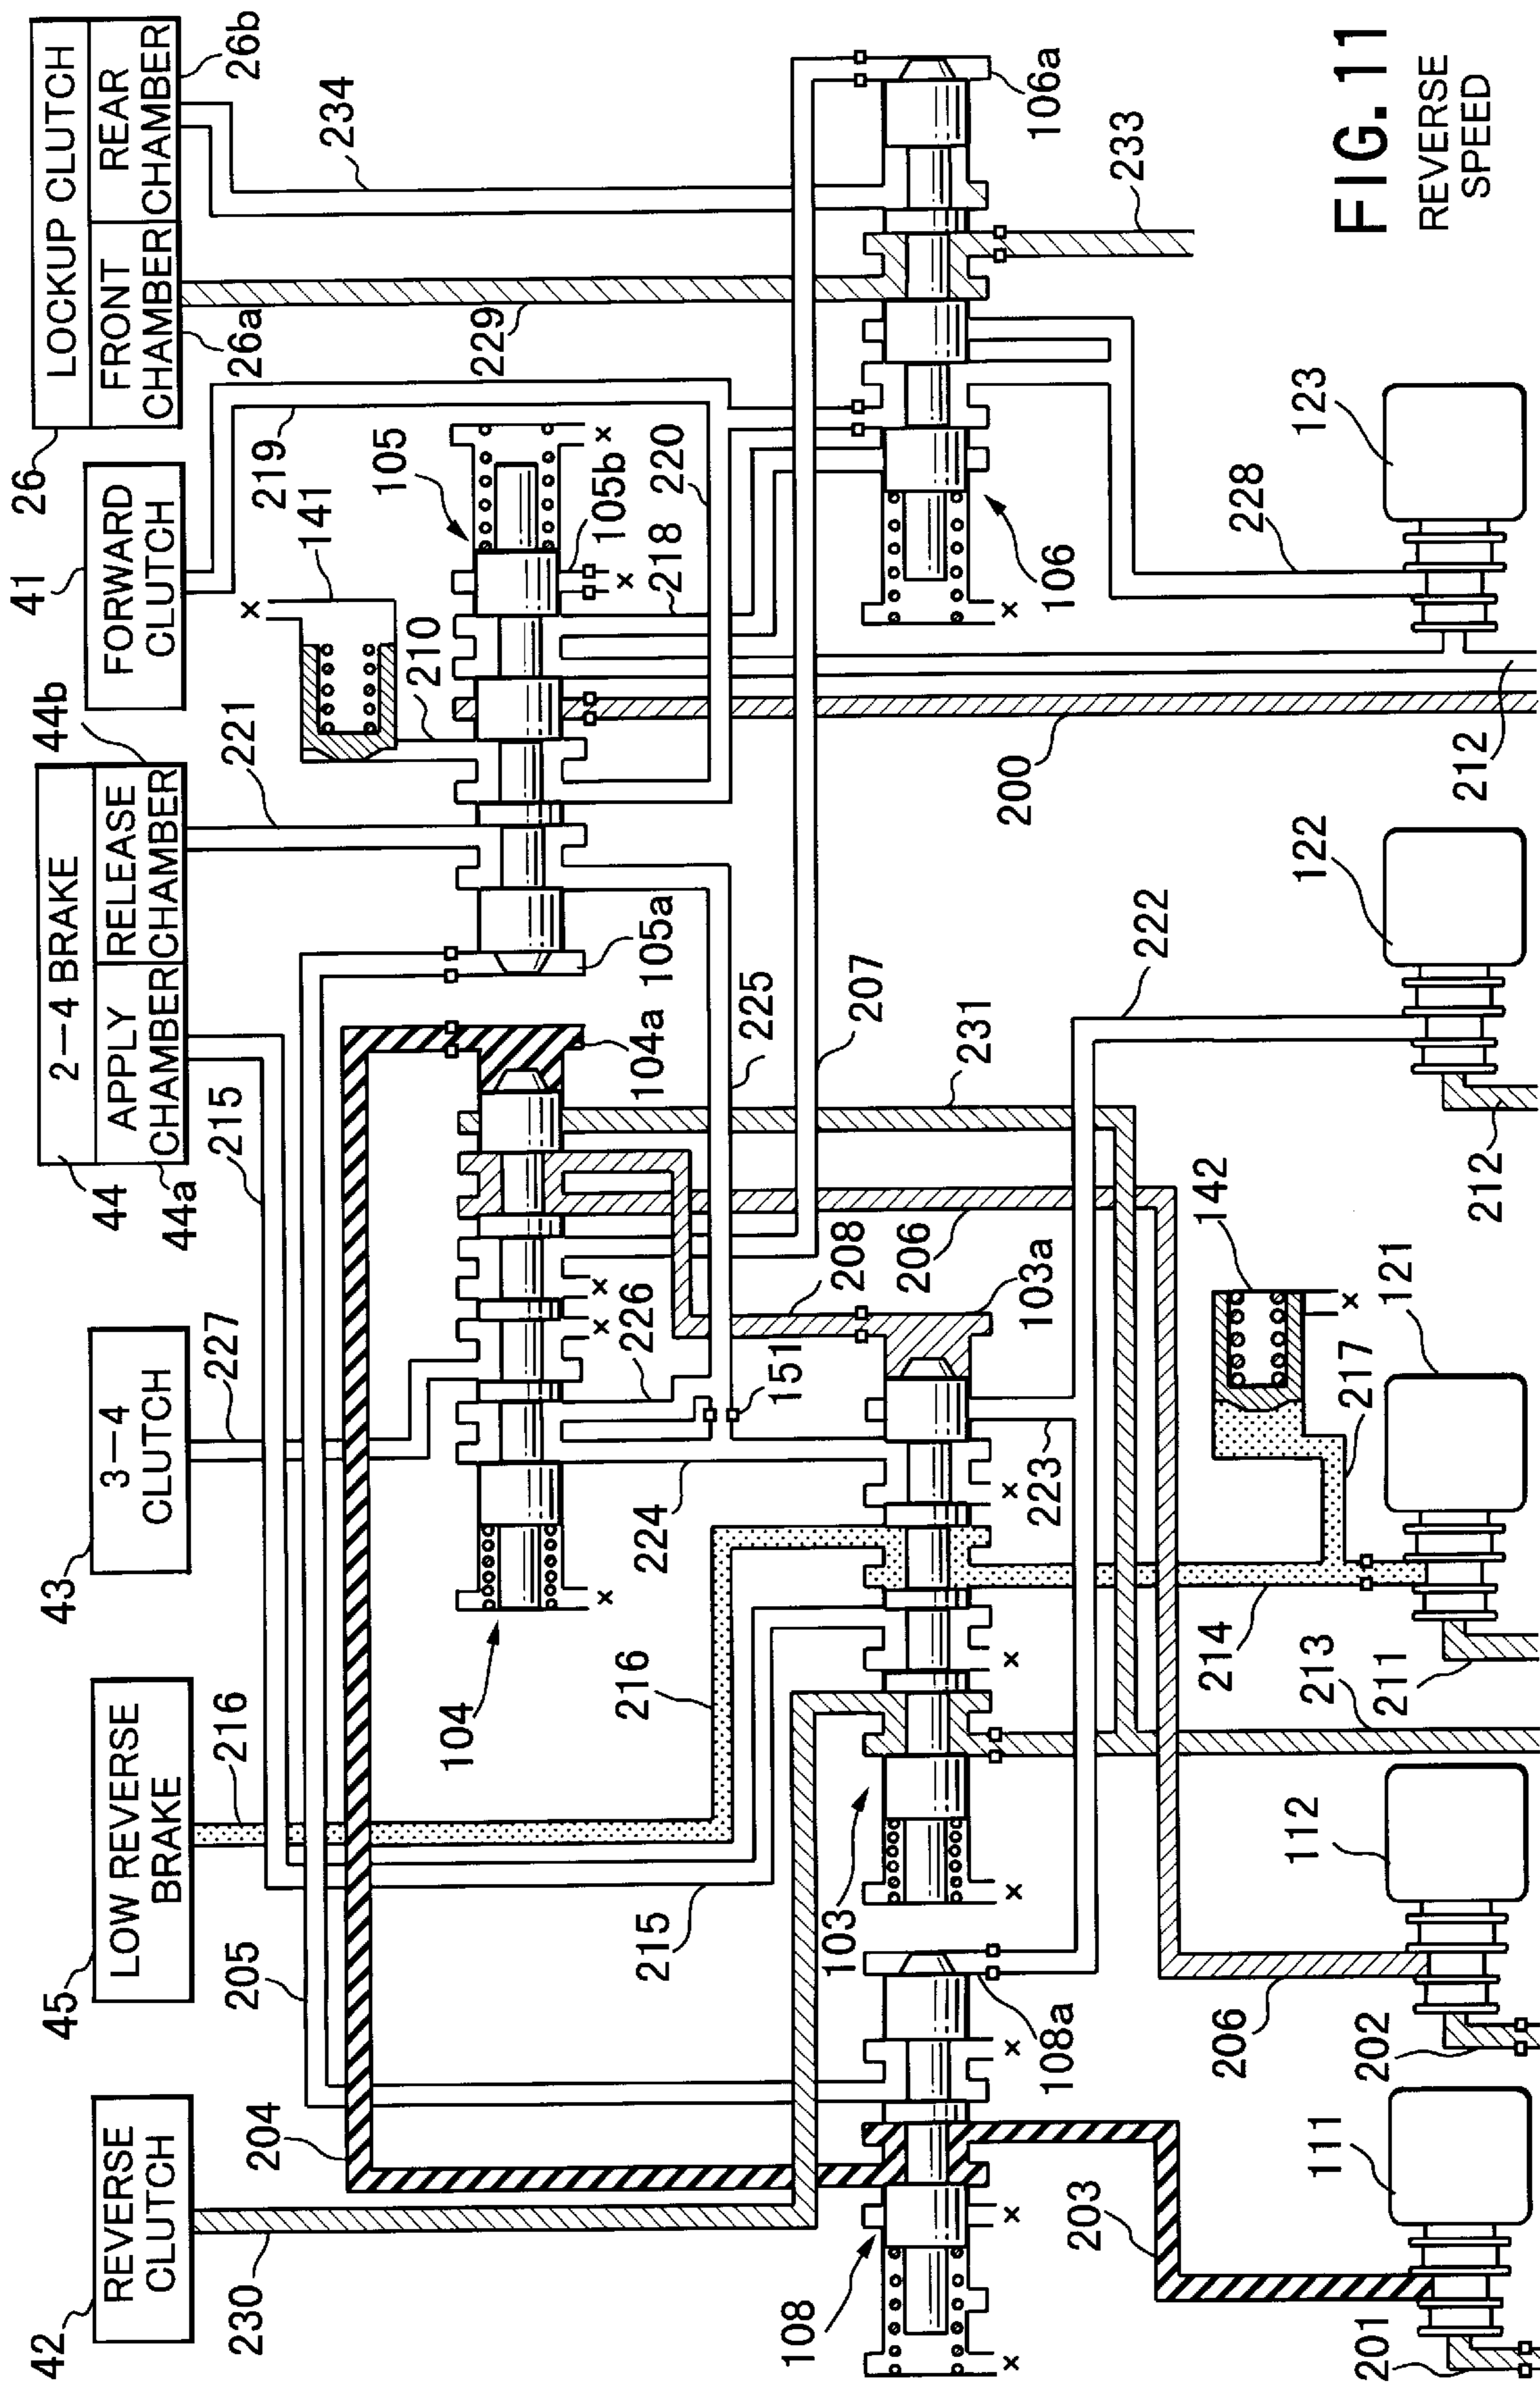 42
REVERSE
CLUTCH
45
LOW REVERSE
BRAKE
43
3—4
CLUTCH
44
2—4 BRAKE
APPLY
CHAMBER
RELEASE
CHAMBER
44a
44b
41
FORWARD
CLUTCH
26
LOCKUP CLUTCH
FRONT
CHAMBER
REAR
CHAMBER
26a
26b
230
204
205
216
227
215
221
141
219
229
234
x
210
105
104
x
x
x
226
104a
105a
105b
x
x
218
220
215
216
224
151
225
207
108
x
x
x
108a
103
x
x
x
223
208
103a
206
231
222
200
106
x
106a
233
203
206
214
217
142
x
228
FIG.11
REVERSE
SPEED
201
111
202
112
213
211
121
212
122
212
123